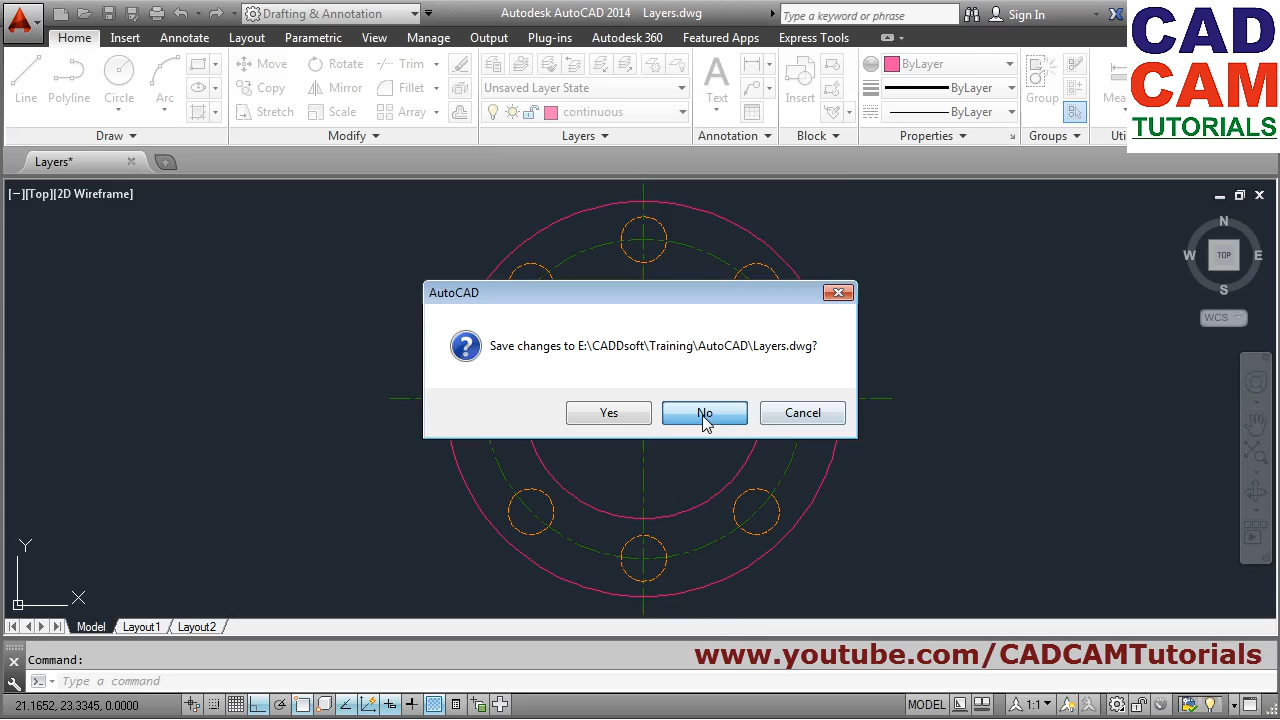 Drafting & Annotation
Autodesk AutoCAD 2014 Layers.dwg
Type a keyword or phrase
Sign In
CAD
CAM
TUTORIALS
Home Insert Annotate Layout Parametric View Manage Output Plug-ins Autodesk 360 Featured Apps Express Tools
Move Rotate Trim
Copy Mirror Fillet
Stretch Scale Array
Line Polyline Circle Arc
Unsaved Layer State
continuous
Text
Insert
ByLayer
ByLayer
ByLayer
Group
Mea
Draw Modify Layers Annotation Block Properties Groups Uti
Layers*
[−][Top][2D Wireframe]
N
W TOP E
S
WCS
AutoCAD
Save changes to E:\CADDsoft\Training\AutoCAD\Layers.dwg?
Yes No Cancel
Y
X
Model Layout1 Layout2
Command:
Type a command
www.youtube.com/CADCAMTutorials
21.1652, 23.3345, 0.0000
MODEL
1:1